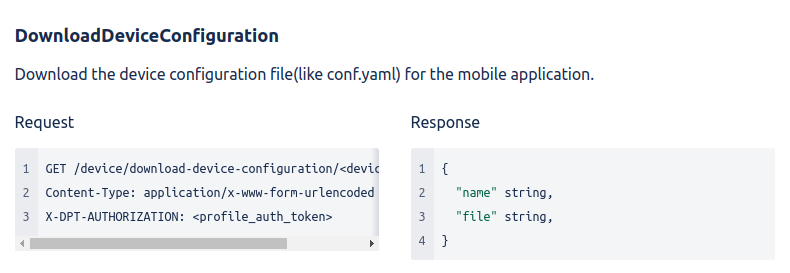 DownloadDeviceConfiguration
Download the device configuration file(like conf.yaml) for the mobile application.
Request
1 GET /device/download-device-configuration/<devic
2 Content-Type: application/x-www-form-urlencoded
3 X-DPT-AUTHORIZATION: <profile_auth_token>
Response
1 {
2 "name" string,
3 "file" string,
4 }